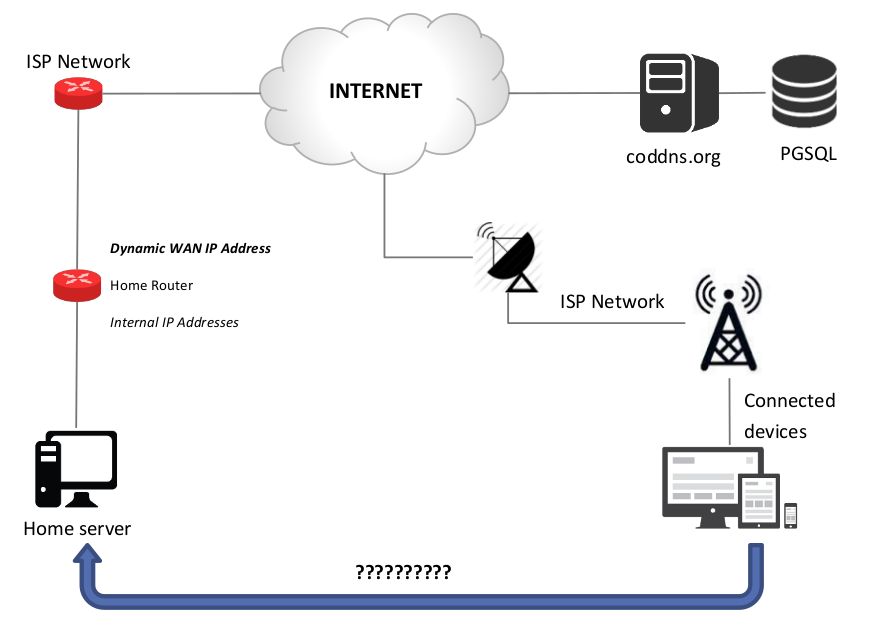 ISP Network
INTERNET
coddns.org
PGSQL
Dynamic WAN IP Address
Home Router
Internal IP Addresses
ISP Network
Connected
devices
Home server
??????????